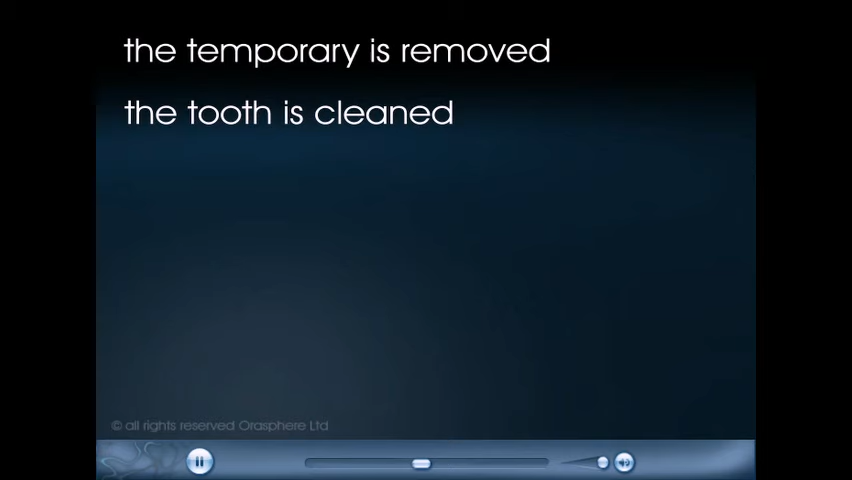 the temporary is removed
the tooth is cleaned
© all rights reserved Orasphere Ltd